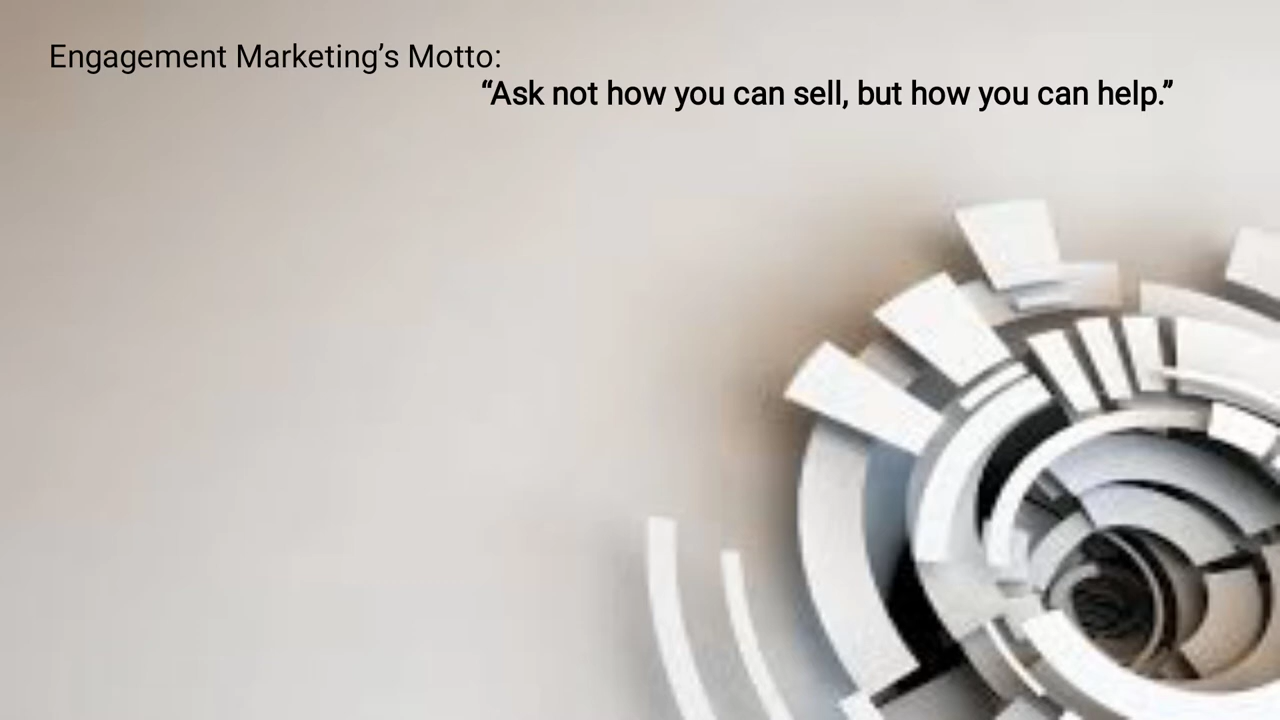 Engagement Marketing’s Motto:
“Ask not how you can sell, but how you can help.”